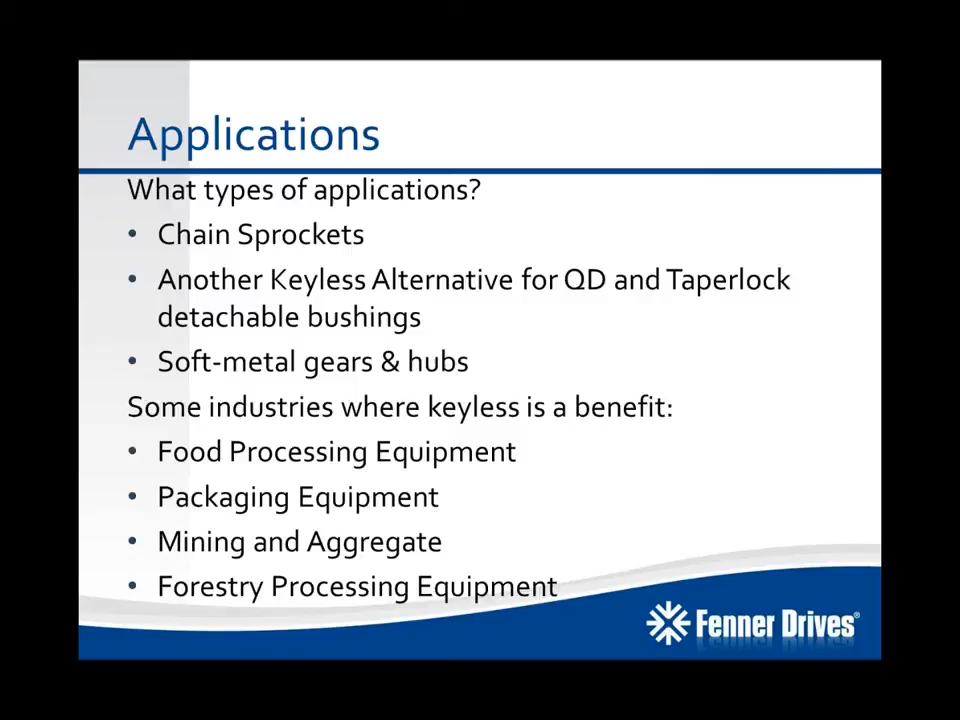 Applications
What types of applications?
• Chain Sprockets
• Another Keyless Alternative for QD and Taperlock
detachable bushings
• Soft-metal gears & hubs
Some industries where keyless is a benefit:
• Food Processing Equipment
• Packaging Equipment
• Mining and Aggregate
• Forestry Processing Equipment
Fenner Drives®